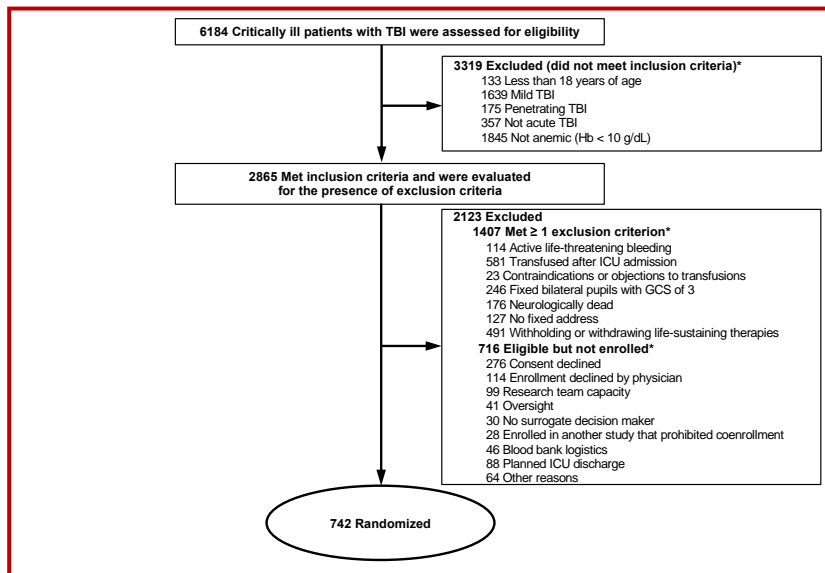 6184 Critically ill patients with TBI were assessed for eligibility
3319 Excluded (did not meet inclusion criteria)*
133 Less than 18 years of age
1639 Mild TBI
175 Penetrating TBI
357 Not acute TBI
1845 Not anemic (Hb < 10 g/dL)
2865 Met inclusion criteria and were evaluated
for the presence of exclusion criteria
2123 Excluded
1407 Met ≥ 1 exclusion criterion*
114 Active life-threatening bleeding
581 Transfused after ICU admission
23 Contraindications or objections to transfusions
246 Fixed bilateral pupils with GCS of 3
176 Neurologically dead
127 No fixed address
491 Withholding or withdrawing life-sustaining therapies
716 Eligible but not enrolled*
276 Consent declined
114 Enrollment declined by physician
99 Research team capacity
41 Oversight
30 No surrogate decision maker
28 Enrolled in another study that prohibited coenrollment
46 Blood bank logistics
88 Planned ICU discharge
64 Other reasons
742 Randomized